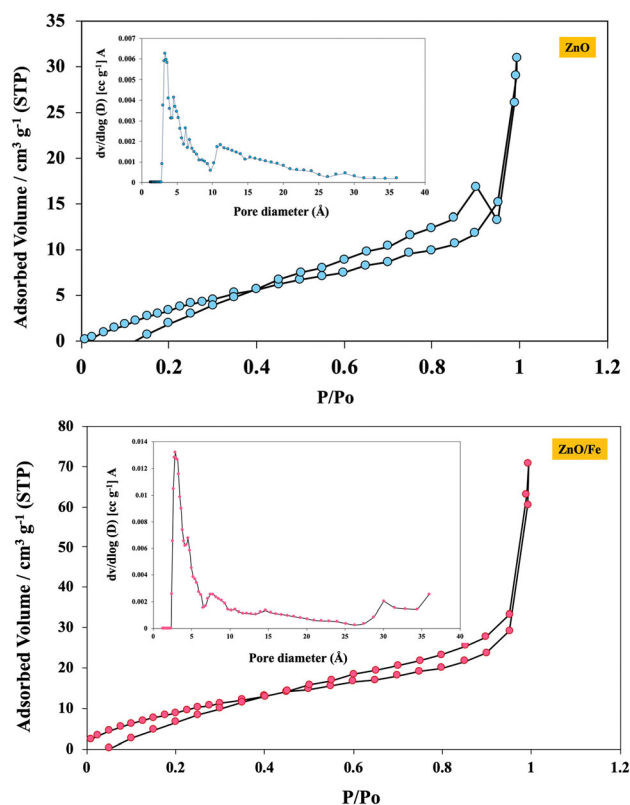 ZnO
Adsorbed Volume / cm³ g⁻¹ (STP)
35
30
25
20
15
10
5
0
0 0.2 0.4 0.6 0.8 1 1.2
P/Po
dv/dlog (D) [cc g⁻¹] A
0.007
0.006
0.005
0.004
0.003
0.002
0.001
0
0 5 10 15 20 25 30 35 40
Pore diameter (Å)
ZnO/Fe
Adsorbed Volume / cm³ g⁻¹ (STP)
80
70
60
50
40
30
20
10
0
0 0.2 0.4 0.6 0.8 1 1.2
P/Po
dv/dlog (D) [cc g⁻¹] A
0.014
0.012
0.01
0.008
0.006
0.004
0.002
0
0 5 10 15 20 25 30 35 40
Pore diameter (Å)